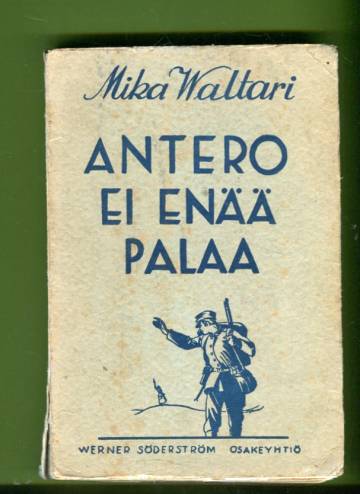 Mika Waltari
ANTERO
EI ENÄÄ
PALAA
WERNER SÖDERSTRÖM OSAKEYHTIÖ